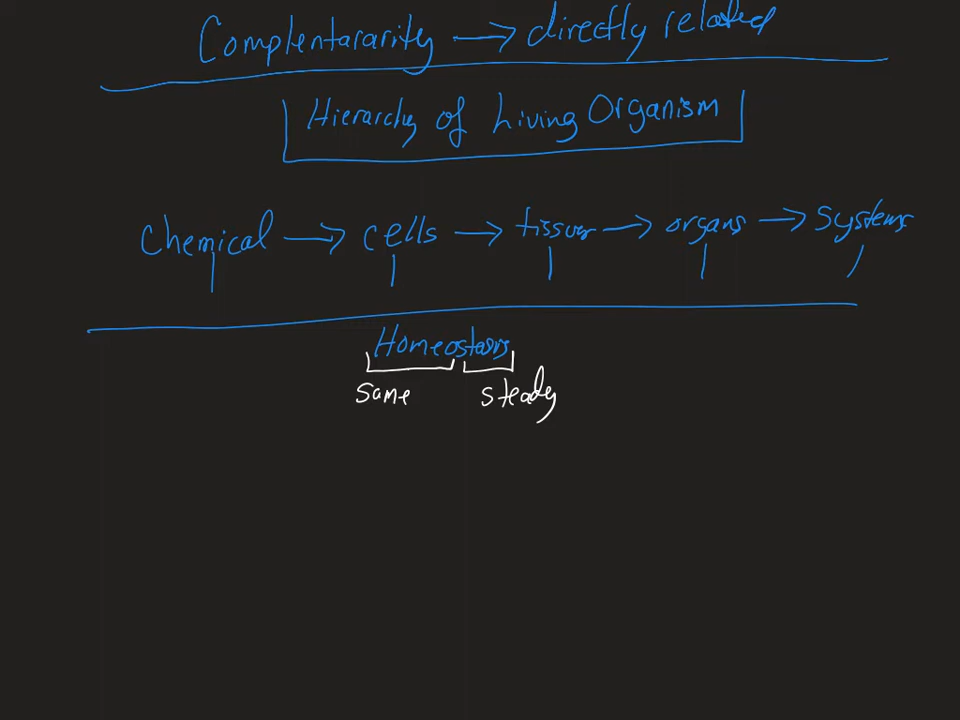 Complentararity → directly related
Hierarchy of Living Organism
Chemical → cells → tissues → organs → Systems
Homeostasis
Same steady